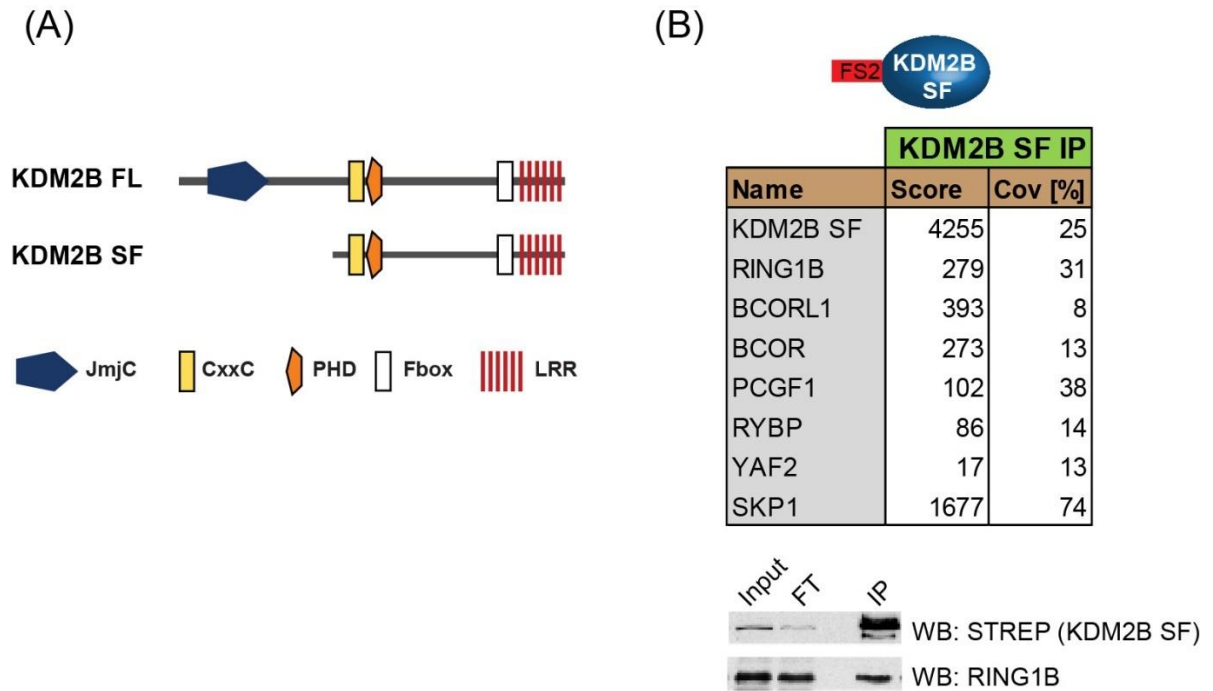 (A)
KDM2B FL
KDM2B SF
JmjC CxxC PHD Fbox LRR
(B)
FS2 KDM2B
SF
KDM2B SF IP
Name Score Cov [%]
KDM2B SF 4255 25
RING1B 279 31
BCORL1 393 8
BCOR 273 13
PCGF1 102 38
RYBP 86 14
YAF2 17 13
SKP1 1677 74
Input FT IP
WB: STREP (KDM2B SF)
WB: RING1B